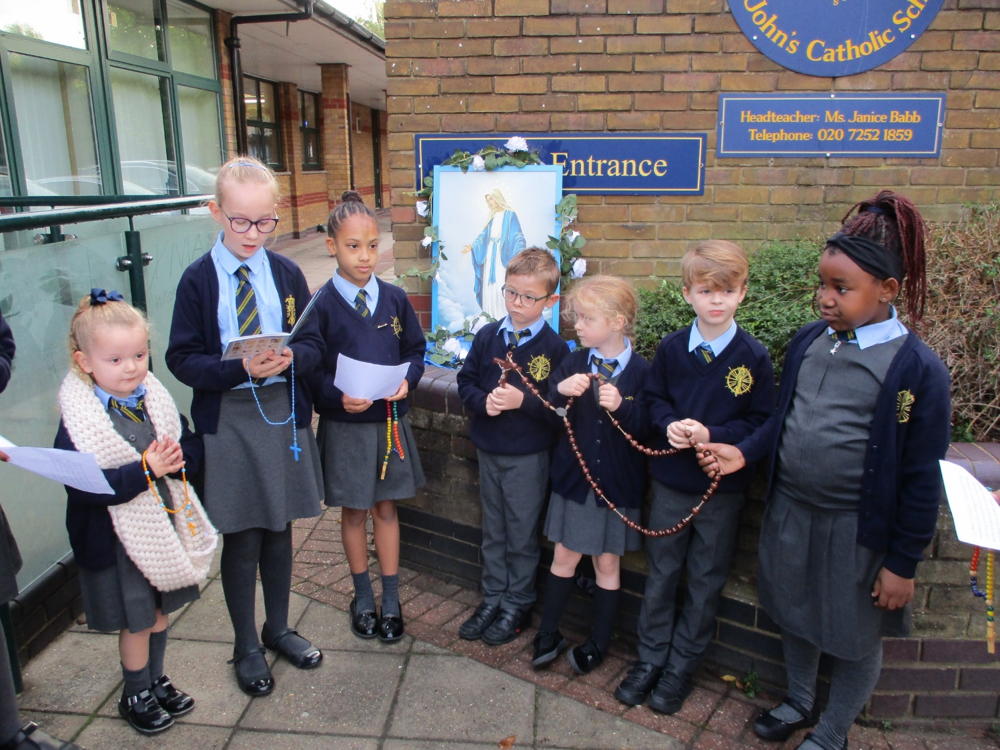 John's Catholic Sch
Headteacher: Ms. Janice Babb
Telephone: 020 7252 1859
Entrance